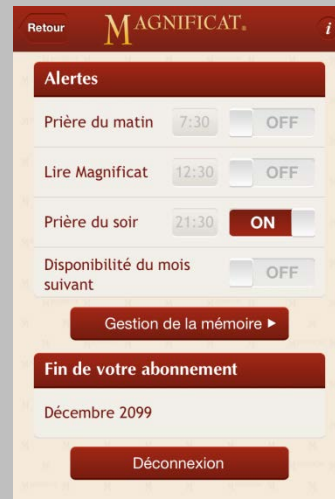 Retour MAGNIFICAT. i
Alertes
Prière du matin 7:30 OFF
Lire Magnificat 12:30 OFF
Prière du soir 21:30 ON
Disponibilité du mois
suivant OFF
Gestion de la mémoire ▸
Fin de votre abonnement
Décembre 2099
Déconnexion